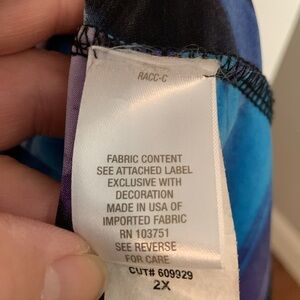 RACC-C
FABRIC CONTENT
SEE ATTACHED LABEL
EXCLUSIVE WITH
DECORATION
MADE IN USA OF
IMPORTED FABRIC
RN 103751
SEE REVERSE
FOR CARE
CUT# 609929
2X